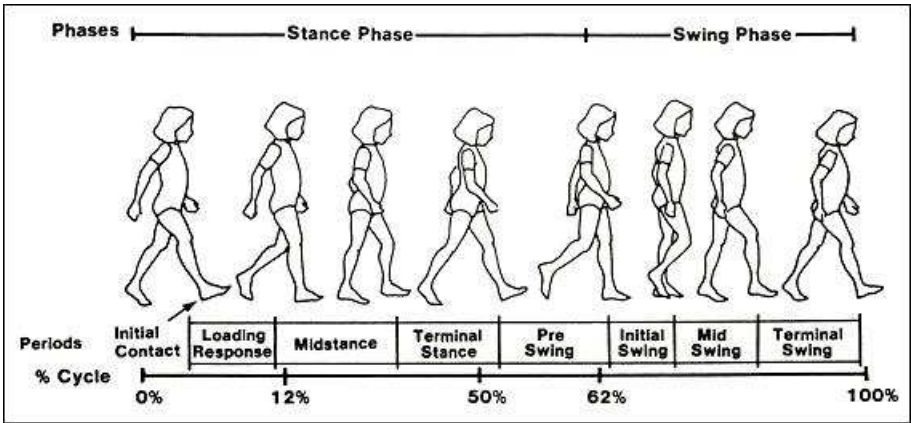 Phases
Stance Phase
Swing Phase
Periods
Initial
Contact
Loading
Response
Midstance
Terminal
Stance
Pre
Swing
Initial
Swing
Mid
Swing
Terminal
Swing
% Cycle
0%
12%
50%
62%
100%